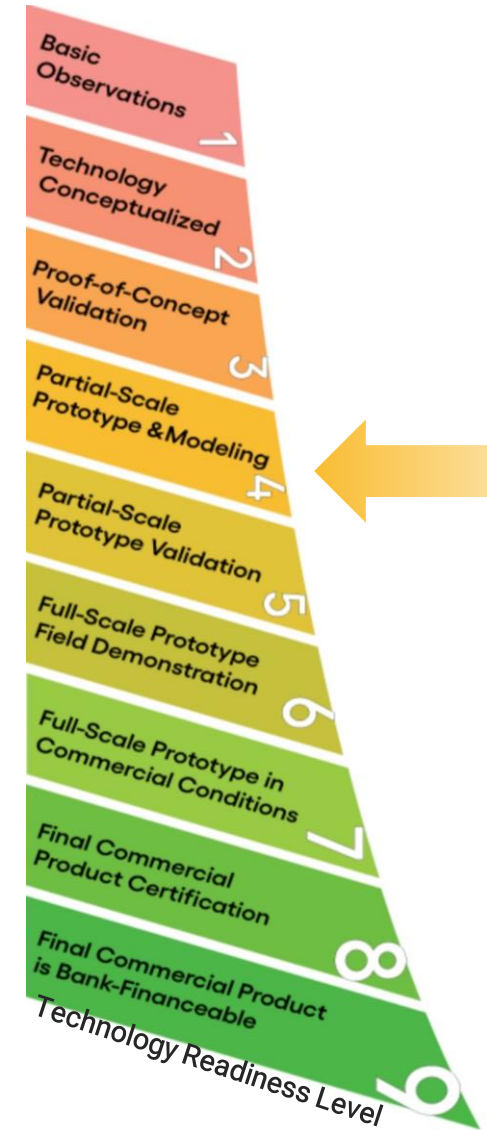 Basic
Observations
1
Technology
Conceptualized
2
Proof-of-Concept
Validation
3
Partial-Scale
Prototype &Modeling
4
Partial-Scale
Prototype Validation
5
Full-Scale Prototype
Field Demonstration
6
Full-Scale Prototype in
Commercial Conditions
7
Final Commercial
Product Certification
8
Final Commercial Product
is Bank-Financeable
9
Technology Readiness Level